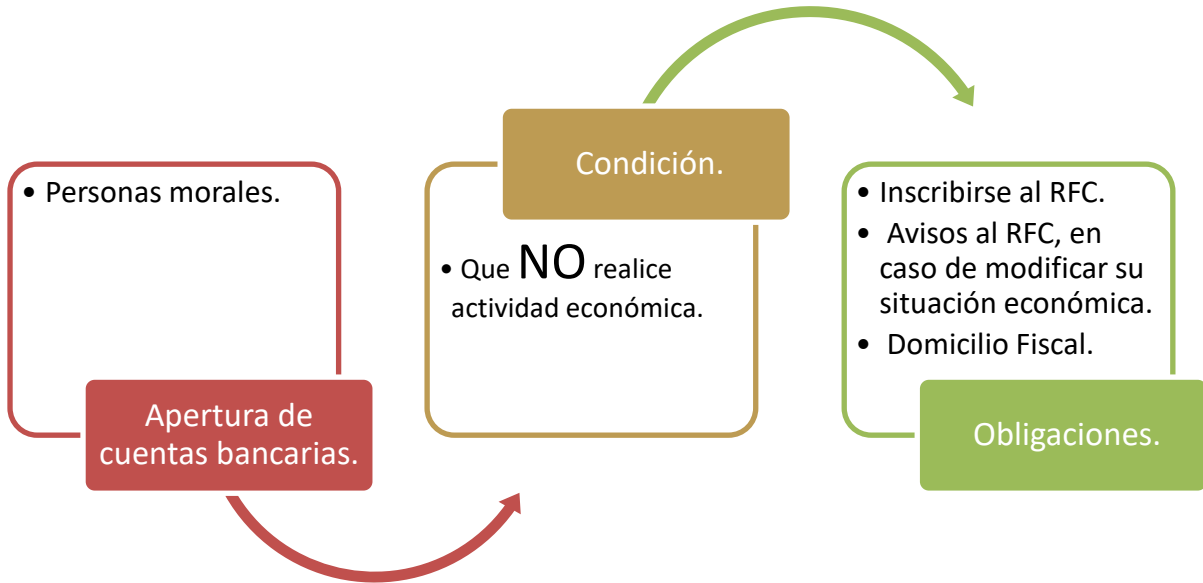 • Personas morales.
Apertura de
cuentas bancarias.
Condición.
• Que NO realice
actividad económica.
• Inscribirse al RFC.
• Avisos al RFC, en
caso de modificar su
situación económica.
• Domicilio Fiscal.
Obligaciones.